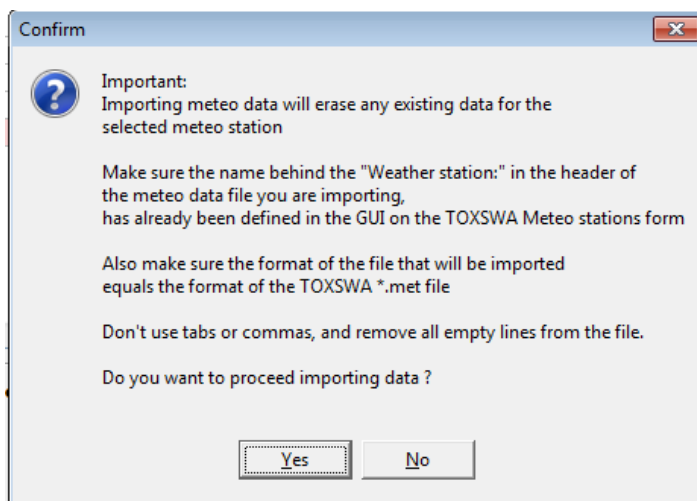 Confirm
Important:
Importing meteo data will erase any existing data for the
selected meteo station
Make sure the name behind the "Weather station:" in the header of
the meteo data file you are importing,
has already been defined in the GUI on the TOXSWA Meteo stations form
Also make sure the format of the file that will be imported
equals the format of the TOXSWA *.met file
Don't use tabs or commas, and remove all empty lines from the file.
Do you want to proceed importing data ?
Yes
No